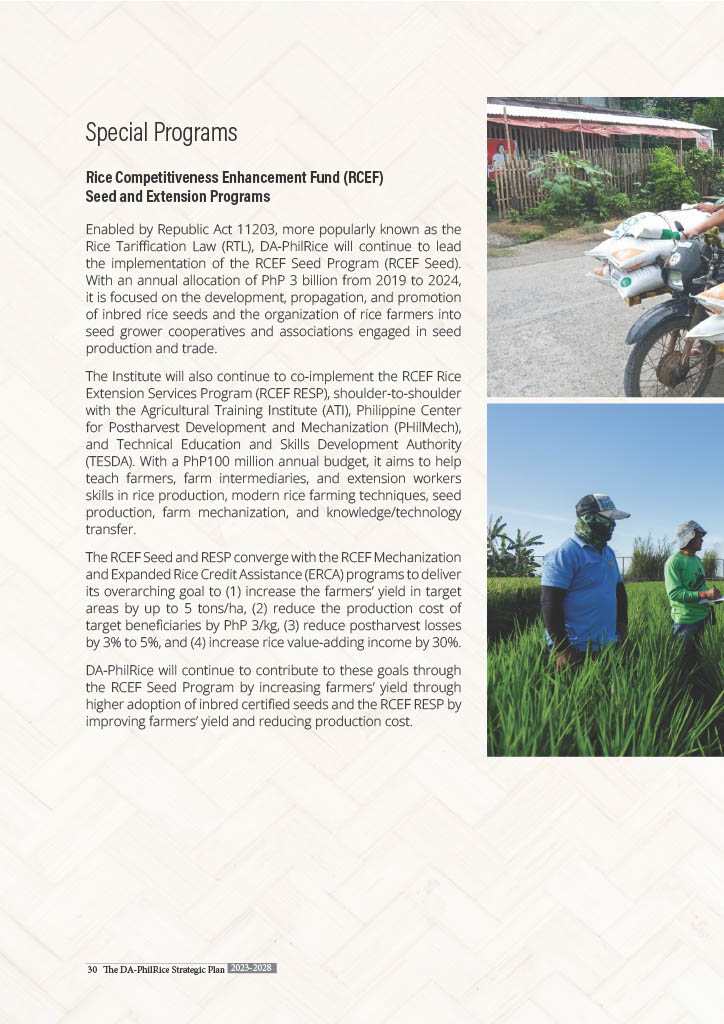 Special Programs
Rice Competitiveness Enhancement Fund (RCEF)
Seed and Extension Programs
Enabled by Republic Act 11203, more popularly known as the
Rice Tariffication Law (RTL), DA-PhilRice will continue to lead
the implementation of the RCEF Seed Program (RCEF Seed).
With an annual allocation of PhP 3 billion from 2019 to 2024,
it is focused on the development, propagation, and promotion
of inbred rice seeds and the organization of rice farmers into
seed grower cooperatives and associations engaged in seed
production and trade.
The Institute will also continue to co-implement the RCEF Rice
Extension Services Program (RCEF RESP), shoulder-to-shoulder
with the Agricultural Training Institute (ATI), Philippine Center
for Postharvest Development and Mechanization (PHilMech),
and Technical Education and Skills Development Authority
(TESDA). With a PhP100 million annual budget, it aims to help
teach farmers, farm intermediaries, and extension workers
skills in rice production, modern rice farming techniques, seed
production, farm mechanization, and knowledge/technology
transfer.
The RCEF Seed and RESP converge with the RCEF Mechanization
and Expanded Rice Credit Assistance (ERCA) programs to deliver
its overarching goal to (1) increase the farmers' yield in target
areas by up to 5 tons/ha, (2) reduce the production cost of
target beneficiaries by PhP 3/kg, (3) reduce postharvest losses
by 3% to 5%, and (4) increase rice value-adding income by 30%.
DA-PhilRice will continue to contribute to these goals through
the RCEF Seed Program by increasing farmers' yield through
higher adoption of inbred certified seeds and the RCEF RESP by
improving farmers' yield and reducing production cost.
30 The DA-PhilRice Strategic Plan 2023-2028